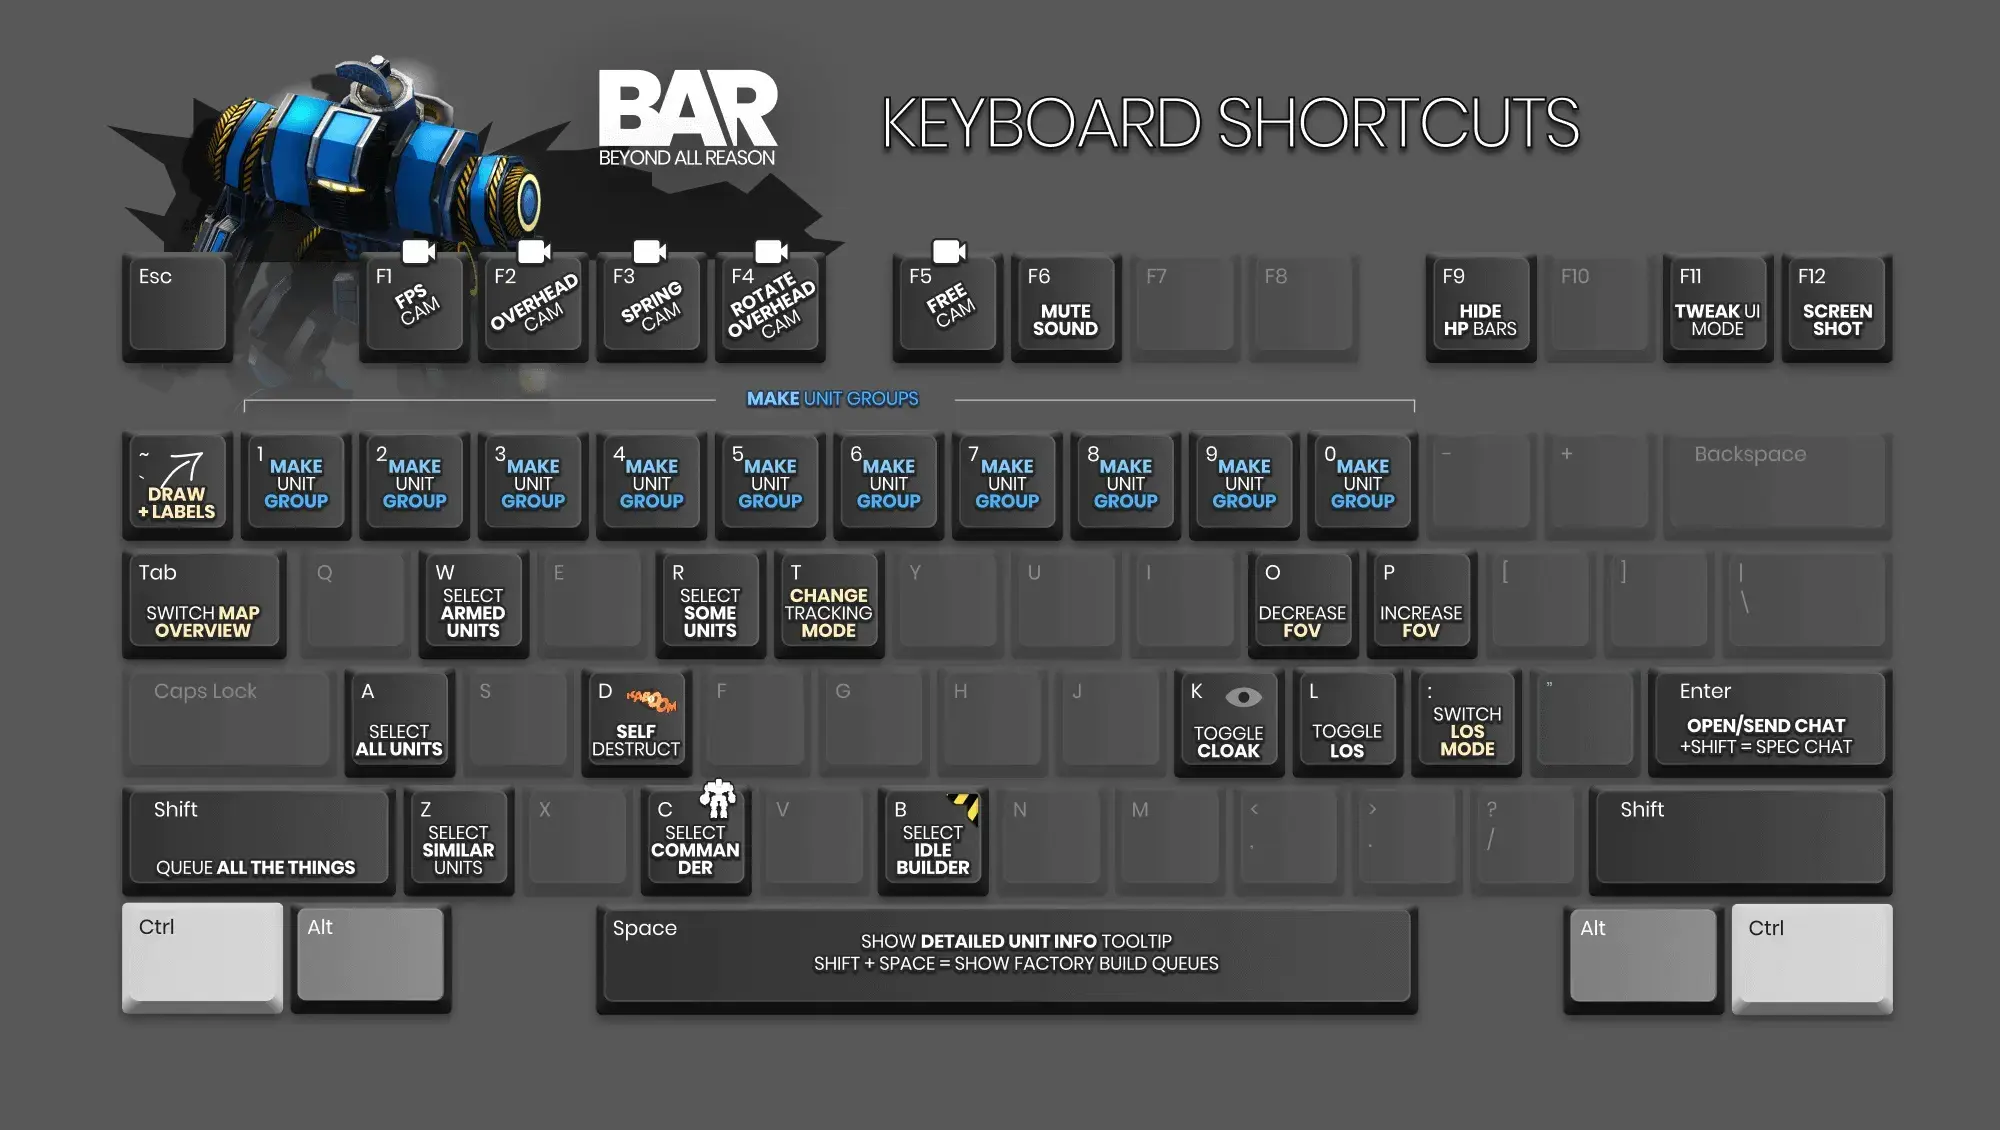 BAR
BEYOND ALL REASON
KEYBOARD SHORTCUTS
Esc
F1
FPS
CAM
F2
OVERHEAD
CAM
F3
SPRING
CAM
F4
ROTATE
OVERHEAD
CAM
F5
FREE
CAM
F6
MUTE
SOUND
F7
F8
F9
HIDE
HP BARS
F10
F11
TWEAK UI
MODE
F12
SCREEN
SHOT
MAKE UNIT GROUPS
~
`
DRAW
+ LABELS
1
MAKE
UNIT
GROUP
2
MAKE
UNIT
GROUP
3
MAKE
UNIT
GROUP
4
MAKE
UNIT
GROUP
5
MAKE
UNIT
GROUP
6
MAKE
UNIT
GROUP
7
MAKE
UNIT
GROUP
8
MAKE
UNIT
GROUP
9
MAKE
UNIT
GROUP
0
MAKE
UNIT
GROUP
-
+
Backspace
Tab
SWITCH MAP
OVERVIEW
Q
W
SELECT
ARMED
UNITS
E
R
SELECT
SOME
UNITS
T
CHANGE
TRACKING
MODE
Y
U
I
O
DECREASE
FOV
P
INCREASE
FOV
[
]
|
\
Caps Lock
A
SELECT
ALL UNITS
S
D
KABOOM
SELF
DESTRUCT
F
G
H
J
K
TOGGLE
CLOAK
L
TOGGLE
LOS
:
SWITCH
LOS
MODE
"
Enter
OPEN/SEND CHAT
+SHIFT = SPEC CHAT
Shift
QUEUE ALL THE THINGS
Z
SELECT
SIMILAR
UNITS
X
C
SELECT
COMMAN
DER
V
B
SELECT
IDLE
BUILDER
N
M
<
,
>
.
?
/
Shift
Ctrl
Alt
Space
SHOW DETAILED UNIT INFO TOOLTIP
SHIFT + SPACE = SHOW FACTORY BUILD QUEUES
Alt
Ctrl